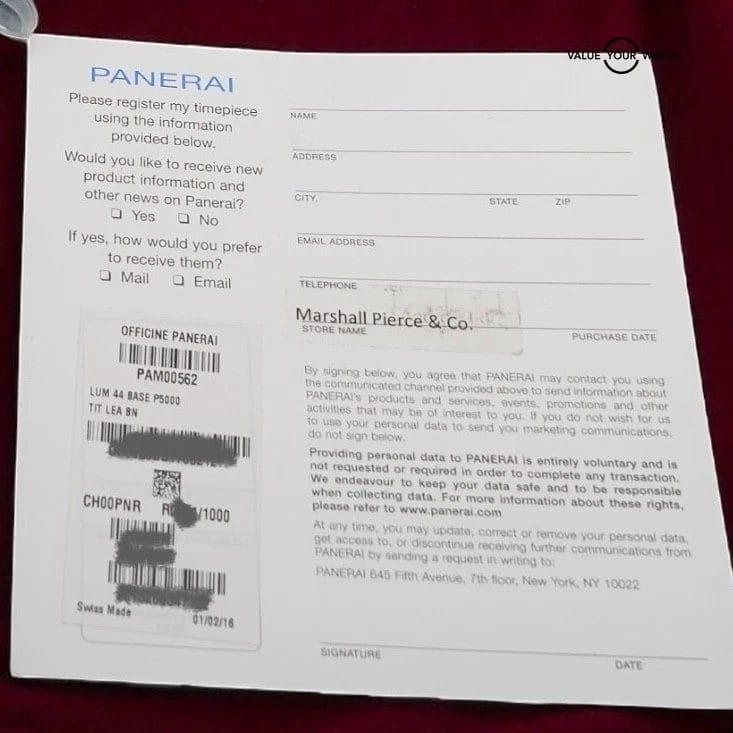 VALUE YOUR WATCH
PANERAI
Please register my timepiece
using the information
provided below.
Would you like to receive new
product information and
other news on Panerai?
Yes No
If yes, how would you prefer
to receive them?
Mail Email
OFFICINE PANERAI
PAM00562
LUM 44 BASE P5000
TIT LEA BN
CH00PNR R /1000
Swiss Made 01/02/16
NAME
ADDRESS
CITY. STATE ZIP
EMAIL ADDRESS
TELEPHONE
Marshall Pierce & Co.
STORE NAME PURCHASE DATE
By signing below, you agree that PANERAI may contact you using
the communicated channel provided above to send information about
PANERAI's products and services, events, promotions and other
activities that may be of interest to you. If you do not wish for us
to use your personal data to send you marketing communications,
do not sign below.
Providing personal data to PANERAI is entirely voluntary and is
not requested or required in order to complete any transaction.
We endeavour to keep your data safe and to be responsible
when collecting data. For more information about these rights,
please refer to www.panerai.com
At any time, you may update, correct or remove your personal data,
get access to, or discontinue receiving further communications from
PANERAI by sending a request in writing to:
PANERAI 645 Fifth Avenue, 7th floor, New York, NY 10022
SIGNATURE DATE